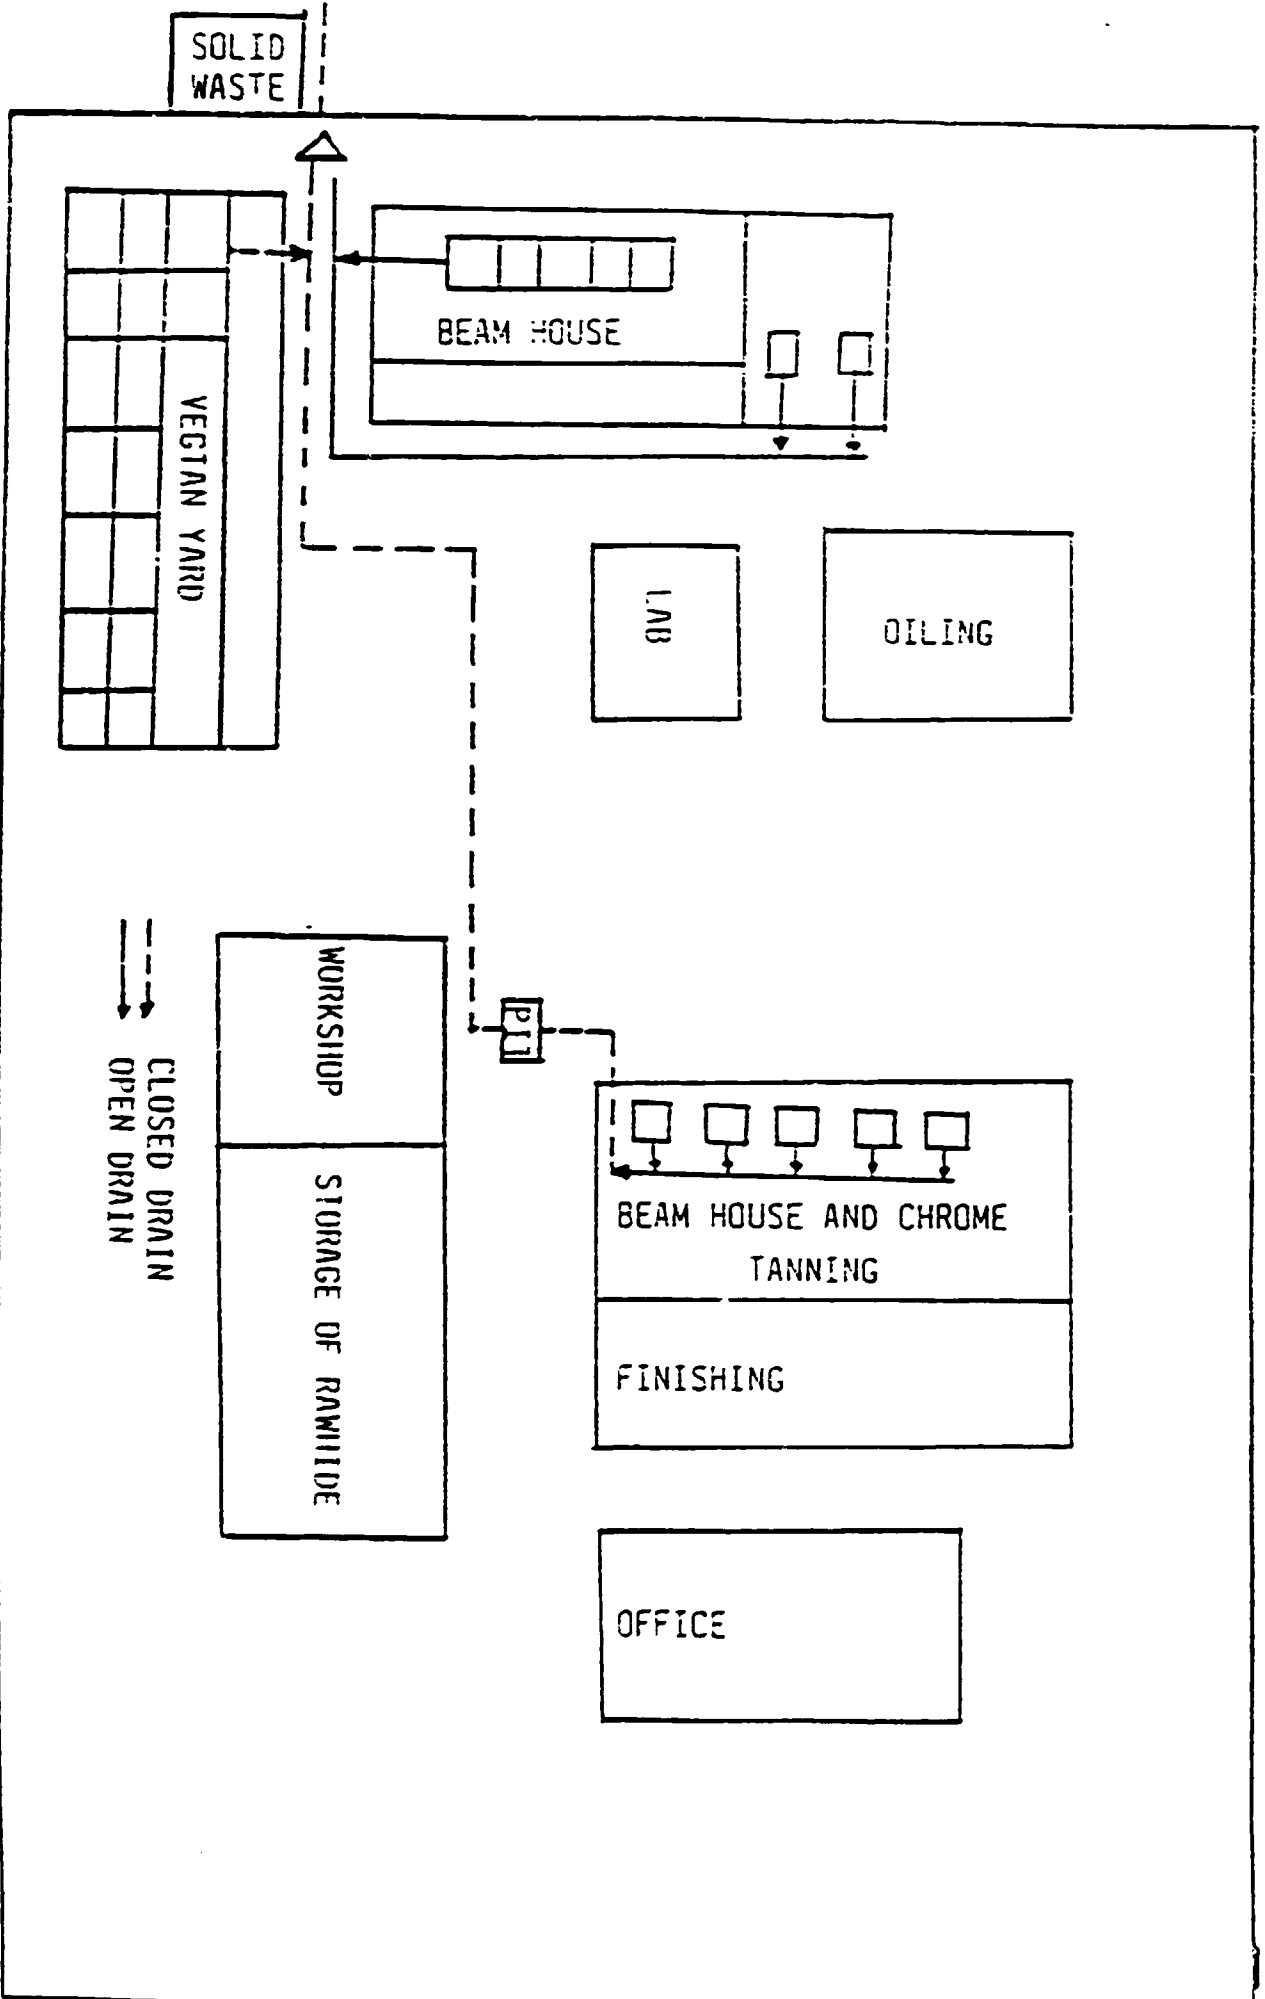 SOLID
WASTE
BEAM HOUSE
VEGTAN YARD
LAB
OILING
WORKSHOP
PIT
CLOSED DRAIN
OPEN DRAIN
BEAM HOUSE AND CHROME
TANNING
STORAGE OF RAWHIDE
FINISHING
OFFICE